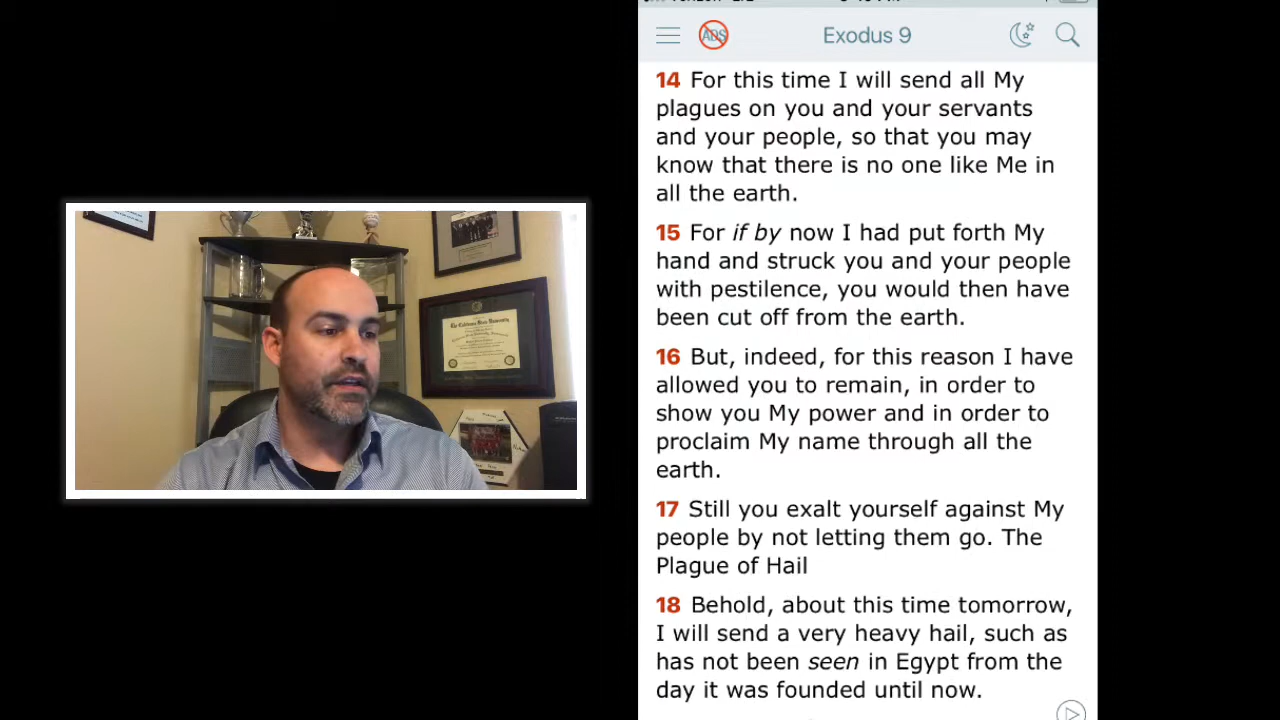 ADS
Exodus 9
14 For this time I will send all My
plagues on you and your servants
and your people, so that you may
know that there is no one like Me in
all the earth.
15 For if by now I had put forth My
hand and struck you and your people
with pestilence, you would then have
been cut off from the earth.
16 But, indeed, for this reason I have
allowed you to remain, in order to
show you My power and in order to
proclaim My name through all the
earth.
17 Still you exalt yourself against My
people by not letting them go. The
Plague of Hail
18 Behold, about this time tomorrow,
I will send a very heavy hail, such as
has not been seen in Egypt from the
day it was founded until now.